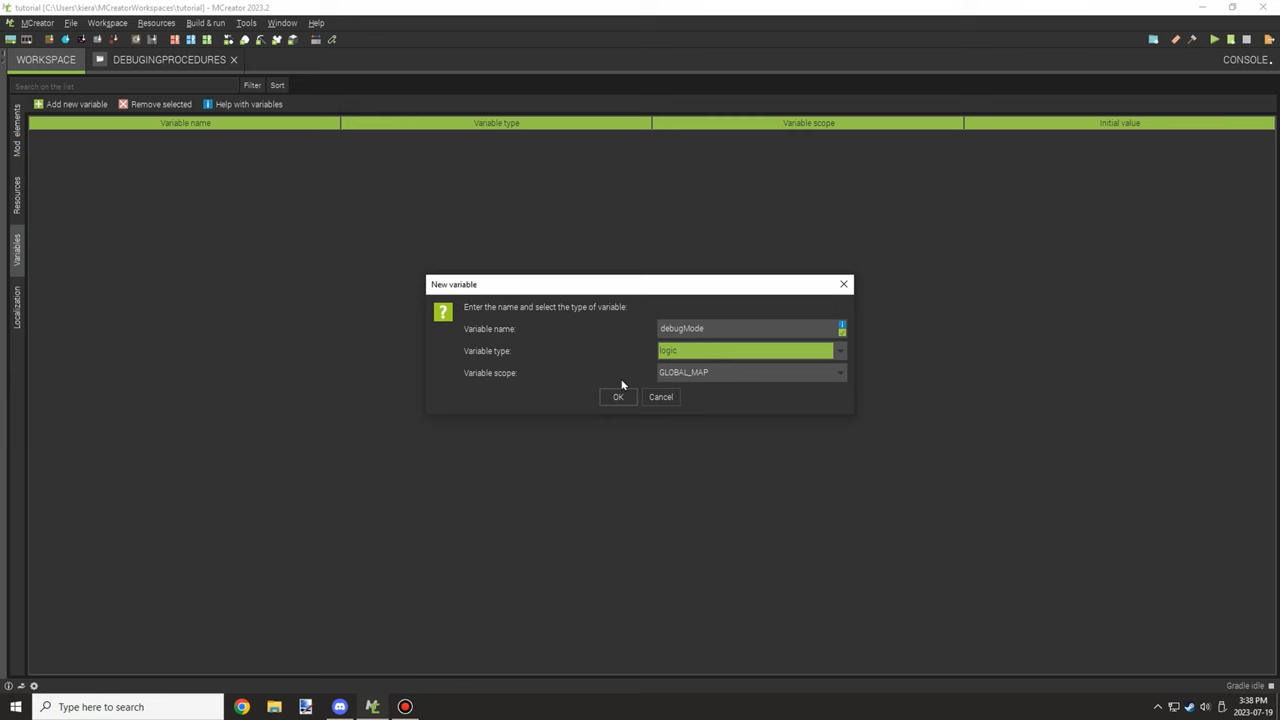 tutorial [C:\Users\kiera\MCreatorWorkspaces\tutorial] - MCreator 2023.2
MCreator File Workspace Resources Build & run Tools Window Help
WORKSPACE DEBUGINGPROCEDURES CONSOLE
Search on the list Filter Sort
Add new variable Remove selected Help with variables
Variable name Variable type Variable scope Initial value
Mod elements
Resources
Variables
Localization
New variable
Enter the name and select the type of variable:
Variable name: debugMode
Variable type: logic
Variable scope: GLOBAL_MAP
OK Cancel
Gradle idle
Type here to search
3:38 PM
2023-07-19